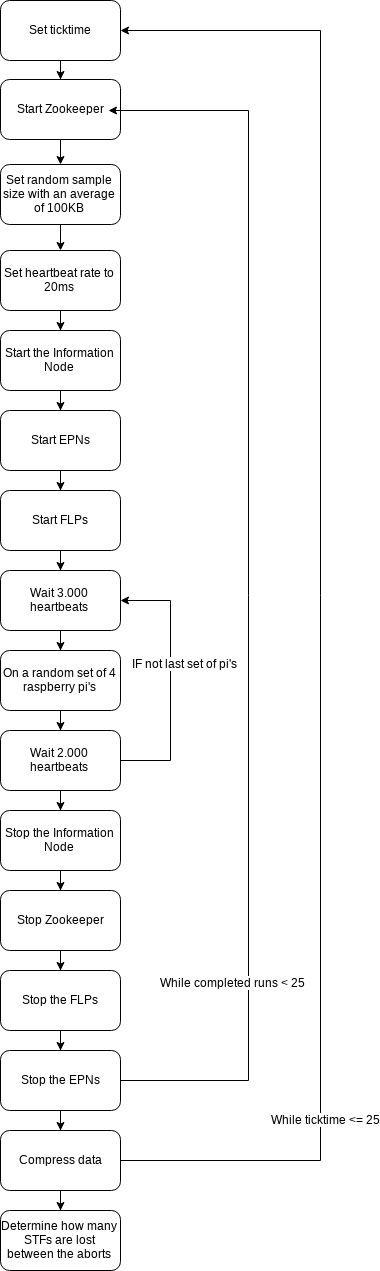 Set ticktime
Start Zookeeper
Set random sample
size with an average
of 100KB
Set heartbeat rate to
20ms
Start the Information
Node
Start EPNs
Start FLPs
Wait 3.000
heartbeats
IF not last set of pi's
On a random set of 4
raspberry pi's
Wait 2.000
heartbeats
Stop the Information
Node
Stop Zookeeper
While completed runs < 25
Stop the FLPs
Stop the EPNs
While ticktime <= 25
Compress data
Determine how many
STFs are lost
between the aborts